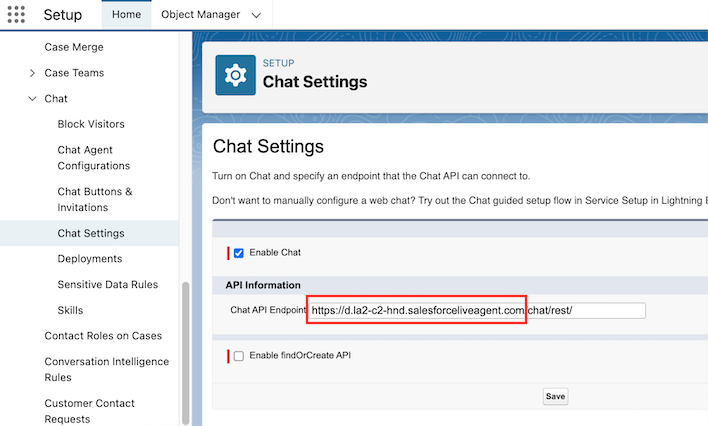 Setup
Home
Object Manager
Case Merge
Case Teams
Chat
Block Visitors
Chat Agent
Configurations
Chat Buttons &
Invitations
Chat Settings
Deployments
Sensitive Data Rules
Skills
Contact Roles on Cases
Conversation Intelligence
Rules
Customer Contact
Requests
SETUP
Chat Settings
Chat Settings
Turn on Chat and specify an endpoint that the Chat API can connect to.
Don't want to manually configure a web chat? Try out the Chat guided setup flow in Service Setup in Lightning
Enable Chat
API Information
Chat API Endpoint https://d.la2-c2-hnd.salesforceliveagent.com/chat/rest/
Enable findOrCreate API
Save